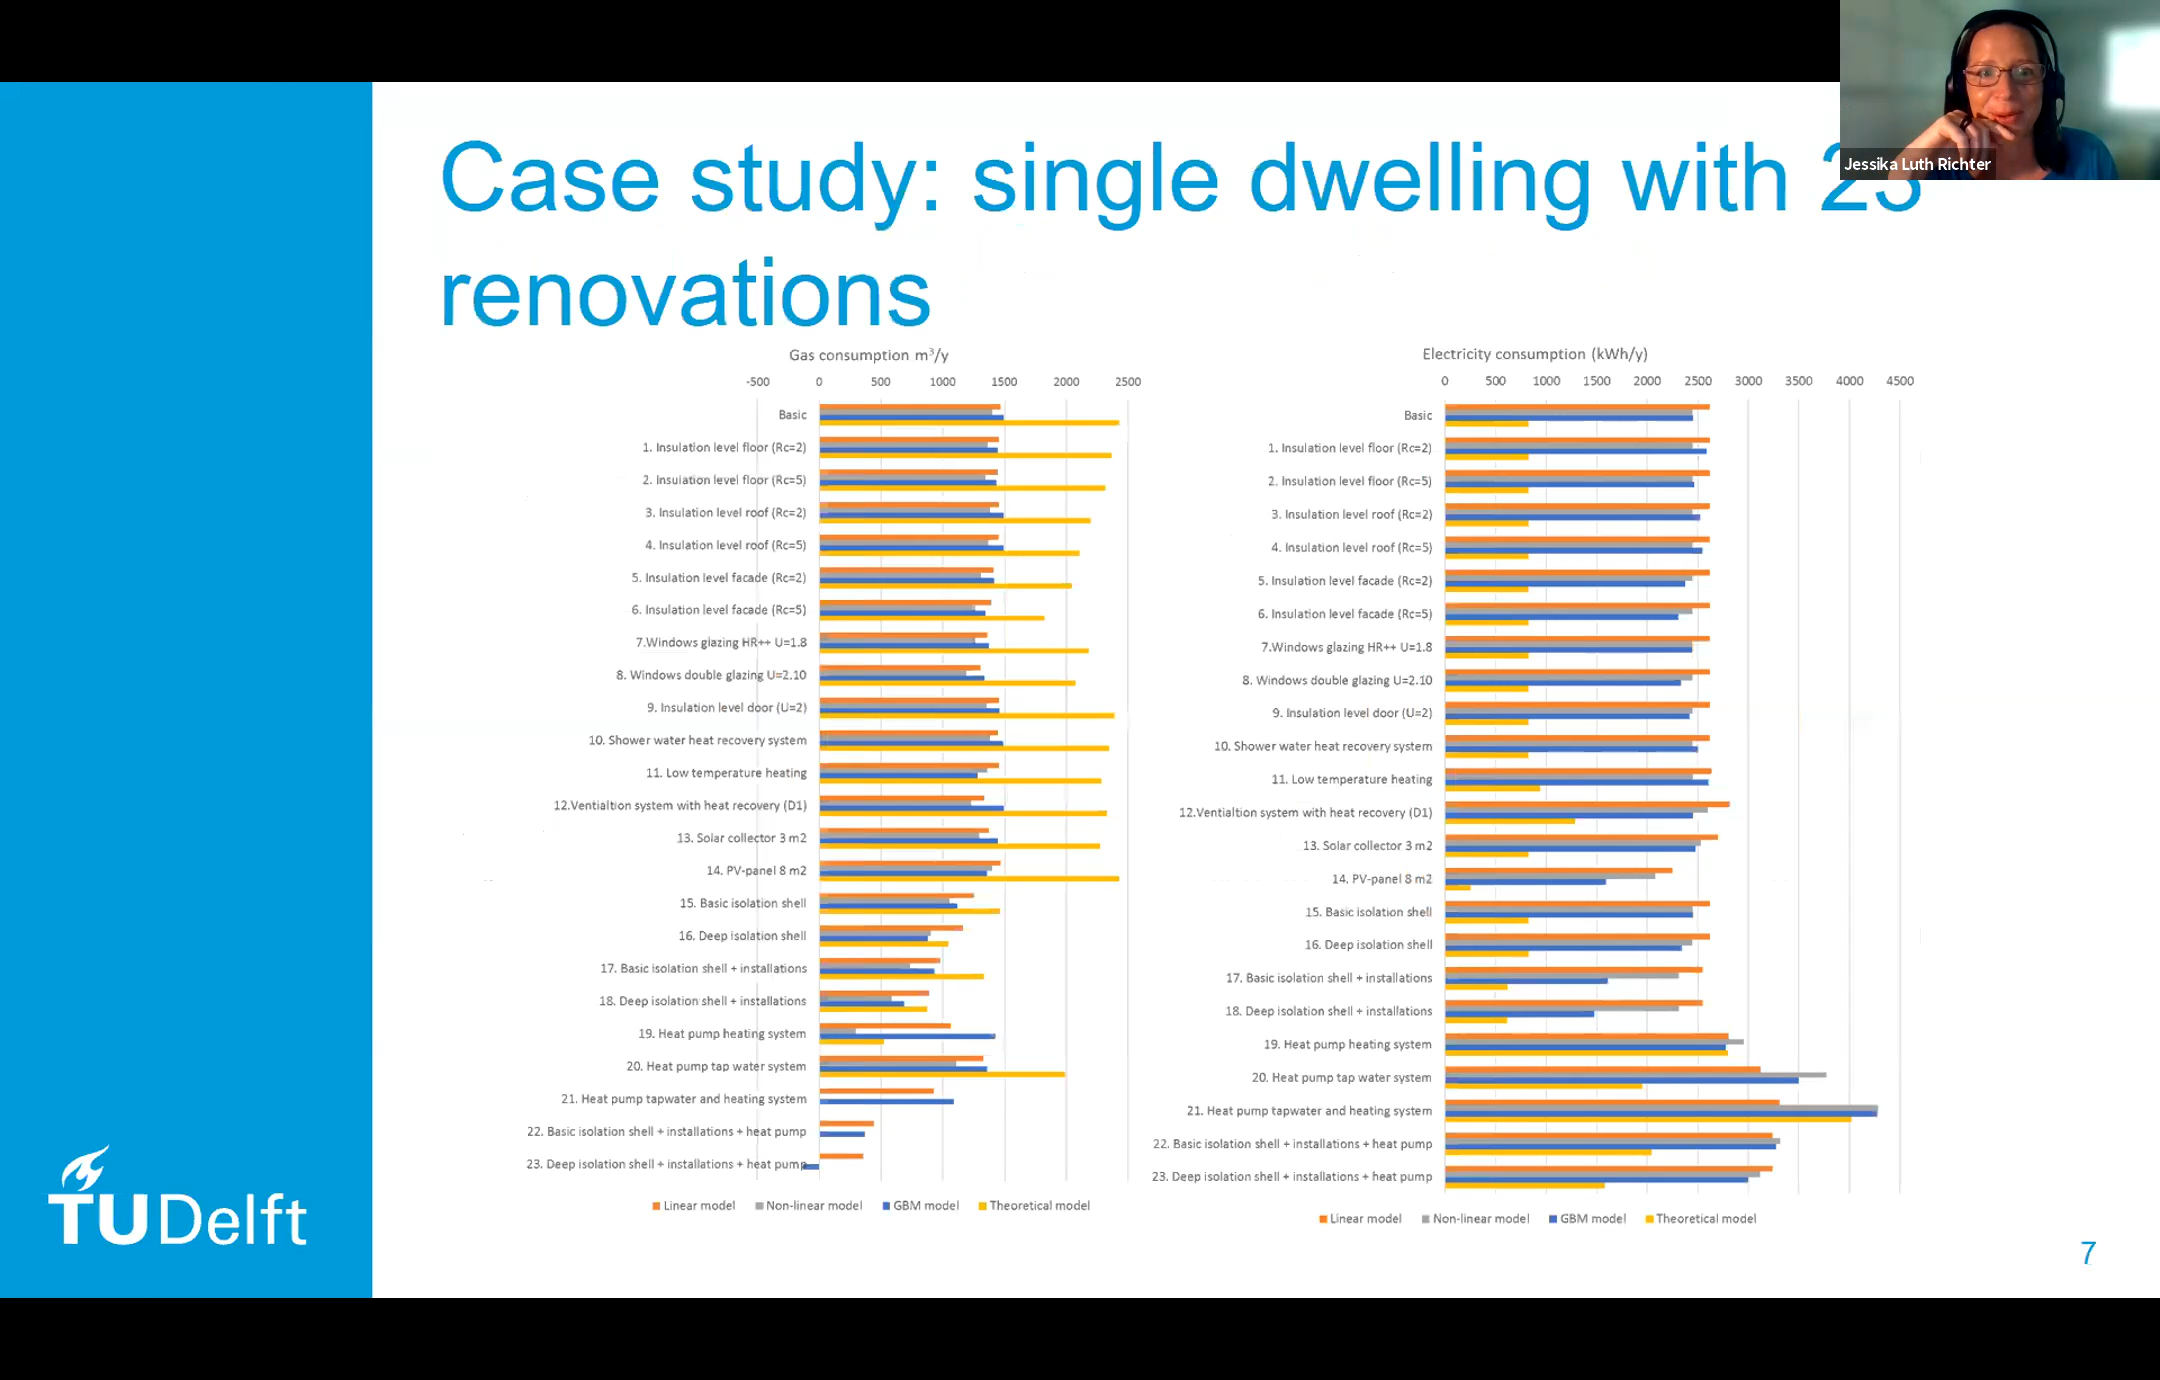 Jessika Luth Richter
Case study: single dwelling with 23
renovations
Gas consumption m³/y
-500 0 500 1000 1500 2000 2500
Basic
1. Insulation level floor (Rc=2)
2. Insulation level floor (Rc=5)
3. Insulation level roof (Rc=2)
4. Insulation level roof (Rc=5)
5. Insulation level facade (Rc=2)
6. Insulation level facade (Rc=5)
7.Windows glazing HR++ U=1.8
8. Windows double glazing U=2.10
9. Insulation level door (U=2)
10. Shower water heat recovery system
11. Low temperature heating
12.Ventialtion system with heat recovery (D1)
13. Solar collector 3 m2
14. PV-panel 8 m2
15. Basic isolation shell
16. Deep isolation shell
17. Basic isolation shell + installations
18. Deep isolation shell + installations
19. Heat pump heating system
20. Heat pump tap water system
21. Heat pump tapwater and heating system
22. Basic isolation shell + installations + heat pump
23. Deep isolation shell + installations + heat pump
Linear model Non-linear model GBM model Theoretical model
Electricity consumption (kWh/y)
0 500 1000 1500 2000 2500 3000 3500 4000 4500
Basic
1. Insulation level floor (Rc=2)
2. Insulation level floor (Rc=5)
3. Insulation level roof (Rc=2)
4. Insulation level roof (Rc=5)
5. Insulation level facade (Rc=2)
6. Insulation level facade (Rc=5)
7.Windows glazing HR++ U=1.8
8. Windows double glazing U=2.10
9. Insulation level door (U=2)
10. Shower water heat recovery system
11. Low temperature heating
12.Ventialtion system with heat recovery (D1)
13. Solar collector 3 m2
14. PV-panel 8 m2
15. Basic isolation shell
16. Deep isolation shell
17. Basic isolation shell + installations
18. Deep isolation shell + installations
19. Heat pump heating system
20. Heat pump tap water system
21. Heat pump tapwater and heating system
22. Basic isolation shell + installations + heat pump
23. Deep isolation shell + installations + heat pump
Linear model Non-linear model GBM model Theoretical model
TUDelft
7